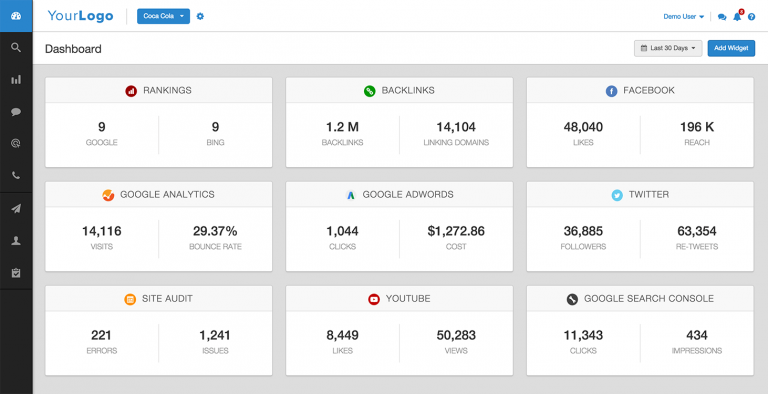 YourLogo
Coca Cola
Demo User
Dashboard
Last 30 Days
Add Widget
RANKINGS
9
GOOGLE
9
BING
BACKLINKS
1.2 M
BACKLINKS
14,104
LINKING DOMAINS
FACEBOOK
48,040
LIKES
196 K
REACH
GOOGLE ANALYTICS
14,116
VISITS
29.37%
BOUNCE RATE
GOOGLE ADWORDS
1,044
CLICKS
$1,272.86
COST
TWITTER
36,885
FOLLOWERS
63,354
RE-TWEETS
SITE AUDIT
221
ERRORS
1,241
ISSUES
YOUTUBE
8,449
LIKES
50,283
VIEWS
GOOGLE SEARCH CONSOLE
11,343
CLICKS
434
IMPRESSIONS